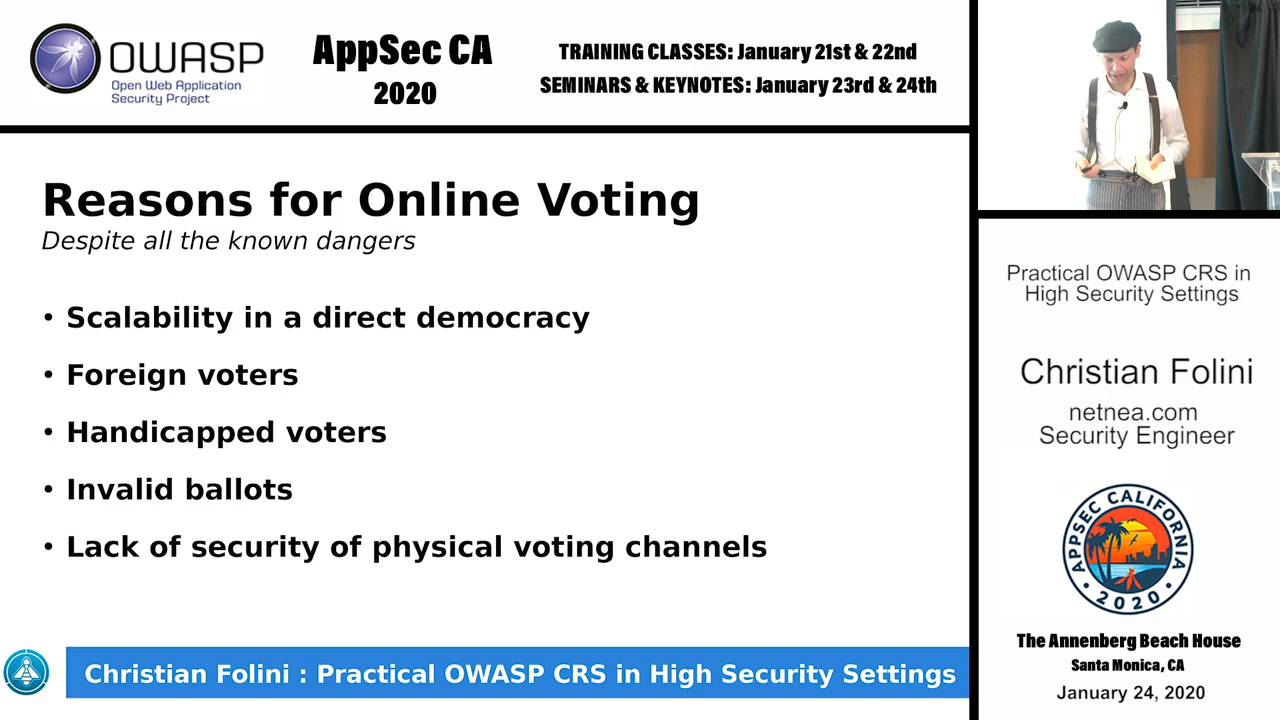 OWASP
Open Web Application
Security Project
AppSec CA
2020
TRAINING CLASSES: January 21st & 22nd
SEMINARS & KEYNOTES: January 23rd & 24th
Reasons for Online Voting
Despite all the known dangers
• Scalability in a direct democracy
• Foreign voters
• Handicapped voters
• Invalid ballots
• Lack of security of physical voting channels
Christian Folini : Practical OWASP CRS in High Security Settings
Practical OWASP CRS in
High Security Settings
Christian Folini
netnea.com
Security Engineer
APPSEC CALIFORNIA
• 2020 •
The Annenberg Beach House
Santa Monica, CA
January 24, 2020